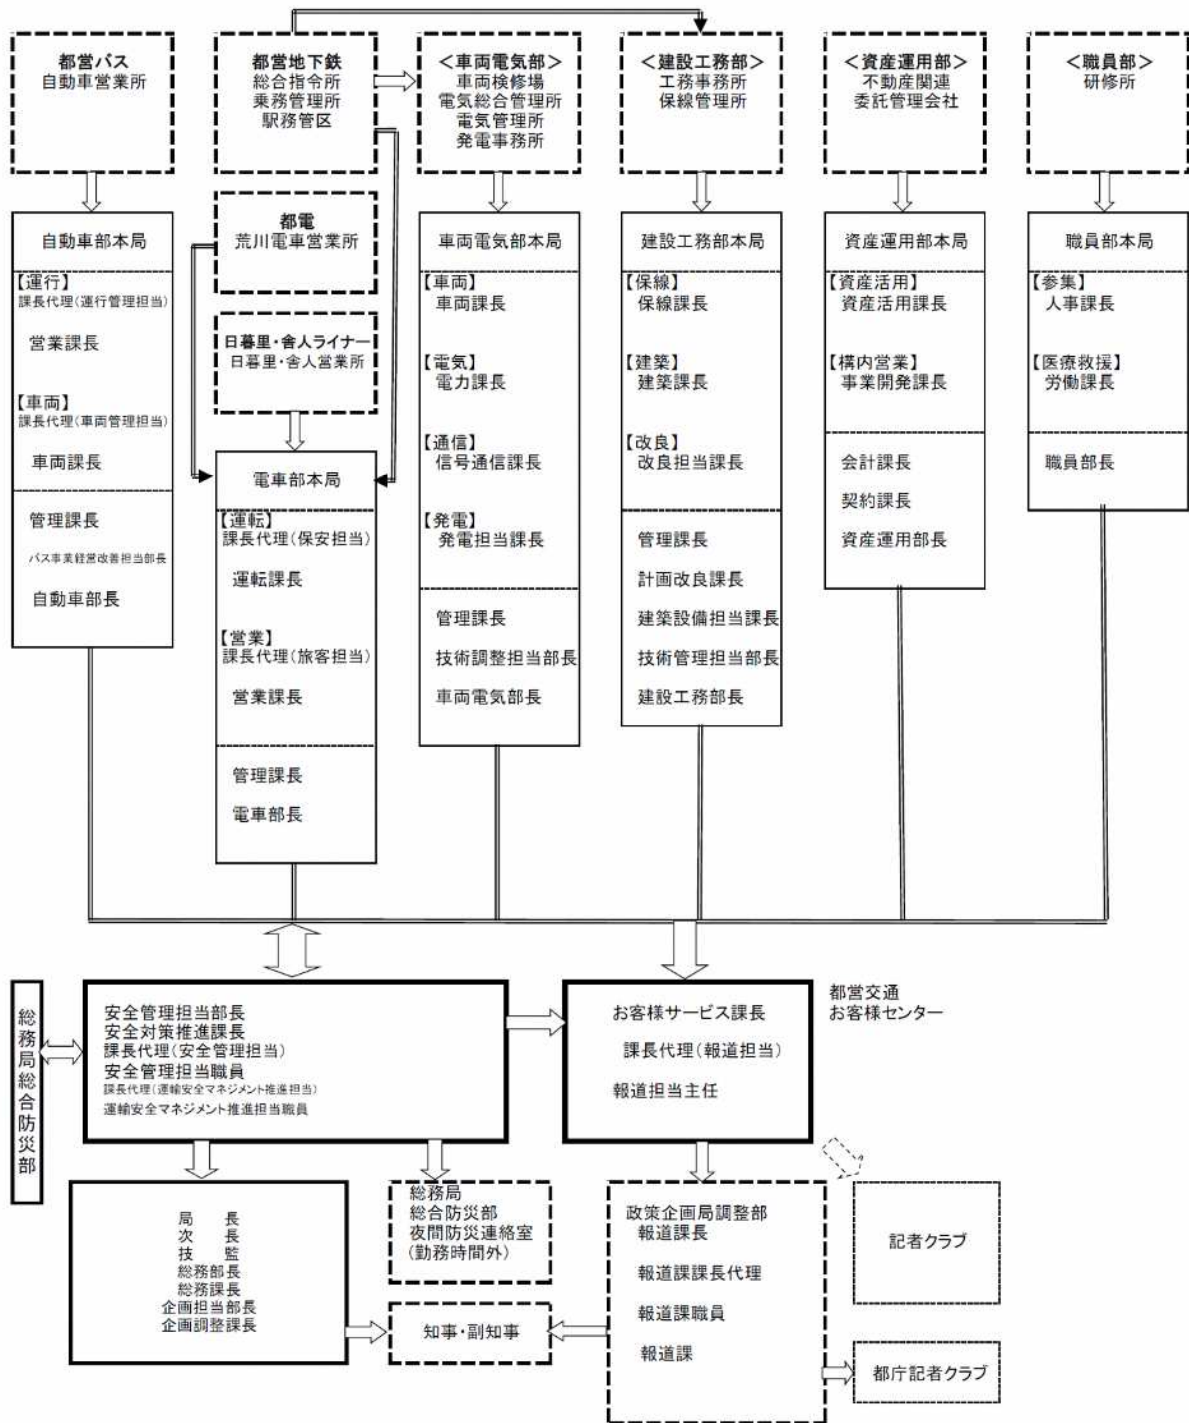 都営バス
自動車営業所
都営地下鉄
総合指令所
乗務管理所
駅務管区
＜車両電気部＞
車両検修場
電気総合管理所
電気管理所
発電事務所
＜建設工務部＞
工務事務所
保線管理所
＜資産運用部＞
不動産関連
委託管理会社
＜職員部＞
研修所
都電
荒川電車営業所
日暮里・舎人ライナー
日暮里・舎人営業所
自動車部本局
【運行】
課長代理(運行管理担当)
営業課長
【車両】
課長代理(車両管理担当)
車両課長
管理課長
バス事業経営改善担当部長
自動車部長
電車部本局
【運転】
課長代理(保安担当)
運転課長
【営業】
課長代理(旅客担当)
営業課長
管理課長
電車部長
車両電気部本局
【車両】
車両課長
【電気】
電力課長
【通信】
信号通信課長
【発電】
発電担当課長
管理課長
技術調整担当部長
車両電気部長
建設工務部本局
【保線】
保線課長
【建築】
建築課長
【改良】
改良担当課長
管理課長
計画改良課長
建築設備担当課長
技術管理担当部長
建設工務部長
資産運用部本局
【資産活用】
資産活用課長
【構内営業】
事業開発課長
会計課長
契約課長
資産運用部長
職員部本局
【参集】
人事課長
【医療救援】
労働課長
職員部長
総務局総合防災部
安全管理担当部長
安全対策推進課長
課長代理(安全管理担当)
安全管理担当職員
課長代理(運輸安全マネジメント推進担当)
運輸安全マネジメント推進担当職員
お客様サービス課長
課長代理(報道担当)
報道担当主任
都営交通
お客様センター
局　　長
次　　長
技　　監
総務部長
総務課長
企画担当部長
企画調整課長
総務局
総合防災部
夜間防災連絡室
(勤務時間外)
知事・副知事
政策企画局調整部
報道課長
報道課課長代理
報道課職員
報道課
記者クラブ
都庁記者クラブ